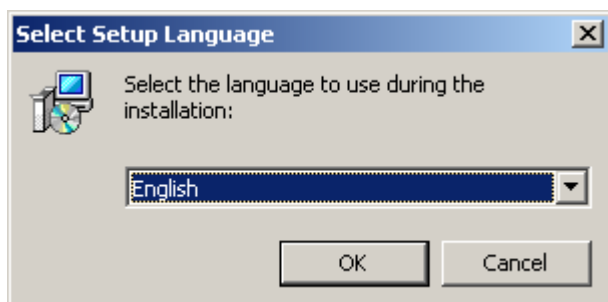 Select Setup Language
Select the language to use during the
installation:
English
OK
Cancel